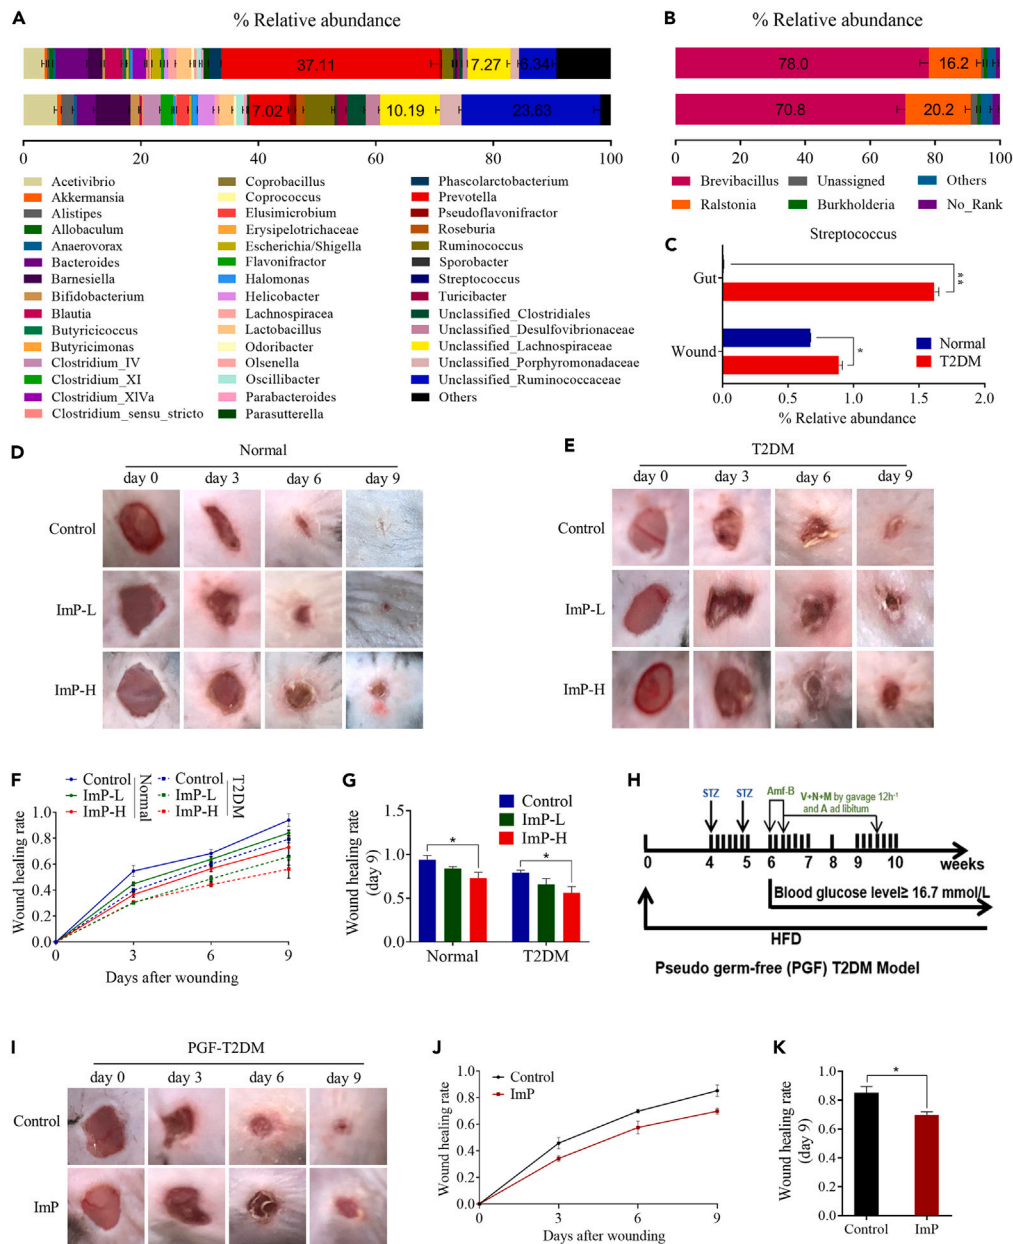 A
% Relative abundance
37.11
7.27
8.34
7.02
10.19
23.63
0 20 40 60 80 100
Acetivibrio
Akkermansia
Alistipes
Allobaculum
Anaerovorax
Bacteroides
Barnesiella
Bifidobacterium
Blautia
Butyricicoccus
Butyricimonas
Clostridium_IV
Clostridium_XI
Clostridium_XlVa
Clostridium_sensu_stricto
Coprobacillus
Coprococcus
Elusimicrobium
Erysipelotrichaceae
Escherichia/Shigella
Flavonifractor
Halomonas
Helicobacter
Lachnospiracea
Lactobacillus
Odoribacter
Olsenella
Oscillibacter
Parabacteroides
Parasutterella
Phascolarctobacterium
Prevotella
Pseudoflavonifractor
Roseburia
Ruminococcus
Sporobacter
Streptococcus
Turicibacter
Unclassified_Clostridiales
Unclassified_Desulfovibrionaceae
Unclassified_Lachnospiraceae
Unclassified_Porphyromonadaceae
Unclassified_Ruminococcaceae
Others
B
% Relative abundance
78.0 16.2
70.8 20.2
0 20 40 60 80 100
Brevibacillus Unassigned Others
Ralstonia Burkholderia No_Rank
C
Streptococcus
Gut
**
Wound
*
Normal
T2DM
0.0 0.5 1.0 1.5 2.0
% Relative abundance
D
Normal
day 0 day 3 day 6 day 9
Control
ImP-L
ImP-H
E
T2DM
day 0 day 3 day 6 day 9
Control
ImP-L
ImP-H
F
Control Control
ImP-L ImP-L
ImP-H ImP-H
Normal
T2DM
Wound healing rate
1.0
0.8
0.6
0.4
0.2
0.0
0 3 6 9
Days after wounding
G
Control
ImP-L
ImP-H
Wound healing rate
(day 9)
1.5
1.0
0.5
0.0
*
*
Normal T2DM
H
STZ STZ Amf-B
V+N+M by gavage 12h⁻¹
and A ad libitum
0 4 5 6 7 8 9 10 weeks
Blood glucose level≥ 16.7 mmol/L
HFD
Pseudo germ-free (PGF) T2DM Model
I
PGF-T2DM
day 0 day 3 day 6 day 9
Control
ImP
J
Control
ImP
Wound healing rate
1.0
0.8
0.6
0.4
0.2
0.0
0 3 6 9
Days after wounding
K
Wound healing rate
(day 9)
1.0
0.8
0.6
0.4
0.2
0.0
*
Control ImP